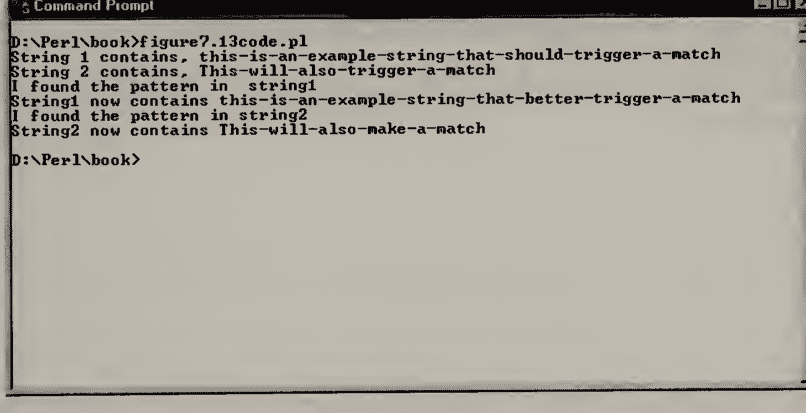 Command Prompt
D:\Perl\book>figure7.13code.pl
String 1 contains, this-is-an-example-string-that-should-trigger-a-match
String 2 contains, This-will-also-trigger-a-match
I found the pattern in  string1
String1 now contains this-is-an-example-string-that-better-trigger-a-match
I found the pattern in string2
String2 now contains This-will-also-make-a-match
D:\Perl\book>